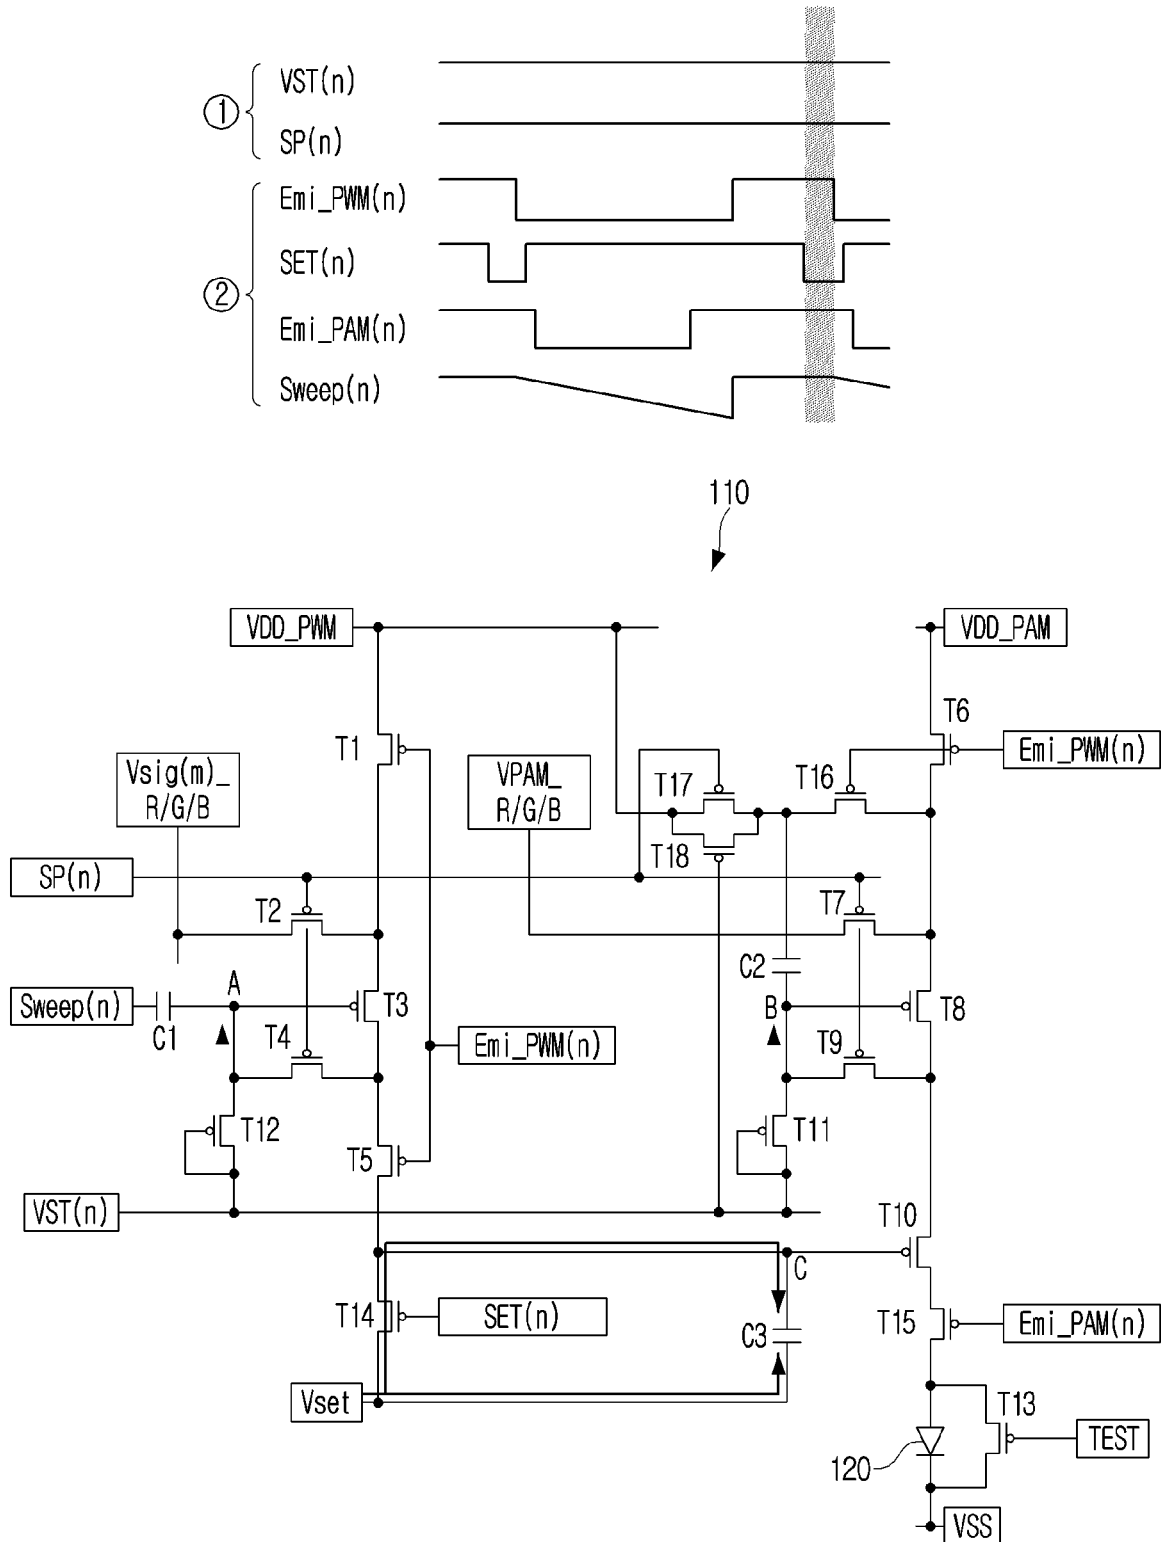 ①
VST(n)
SP(n)
②
Emi_PWM(n)
SET(n)
Emi_PAM(n)
Sweep(n)
110
VDD_PWM
VDD_PAM
T1
T6
Emi_PWM(n)
Vsig(m)_
R/G/B
VPAM_
R/G/B
T17
T16
T18
SP(n)
T2
T7
C2
Sweep(n)
C1
A
T3
B
T8
T4
T9
Emi_PWM(n)
T12
T11
T5
VST(n)
T10
C
T14
SET(n)
C3
T15
Emi_PAM(n)
Vset
T13
TEST
120
VSS